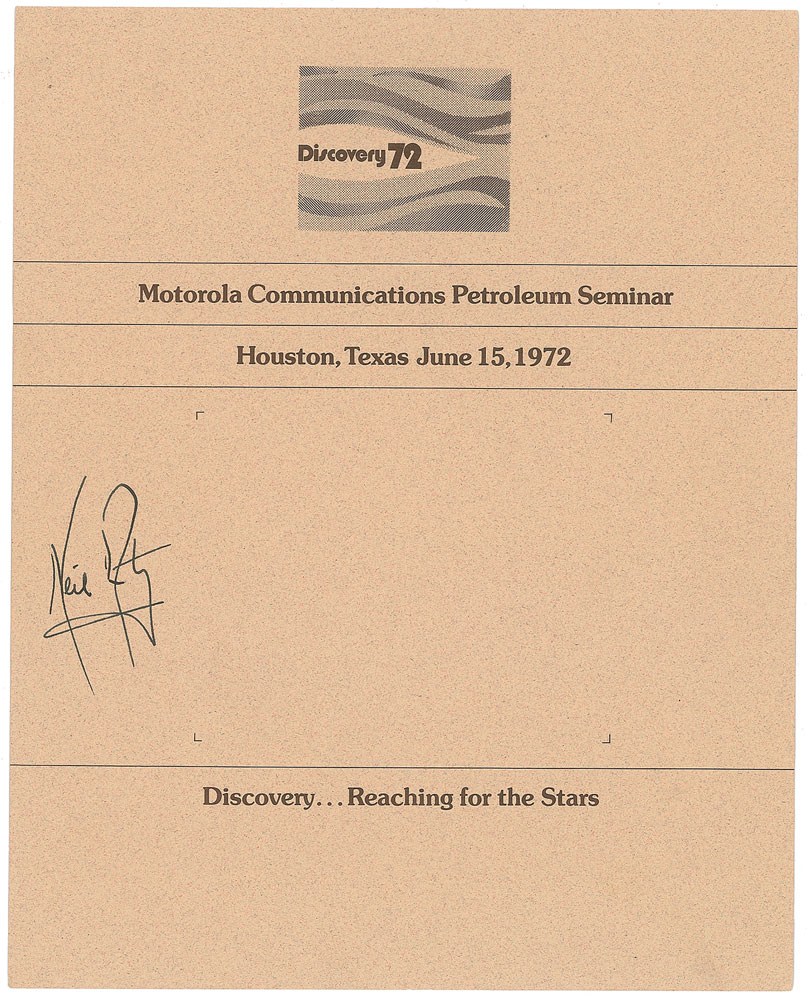 Discovery 72
Motorola Communications Petroleum Seminar
Houston, Texas June 15, 1972
Neil
Discovery...Reaching for the Stars